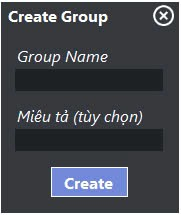 Create Group
Group Name
Miêu tả (tùy chọn)
Create